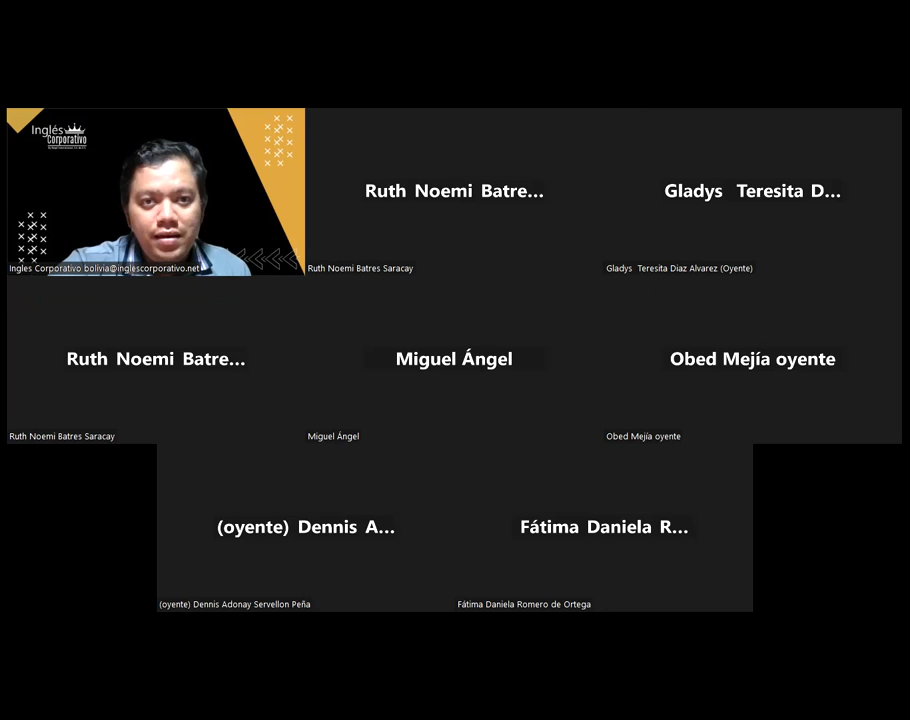 Inglés
Corporativo
Ingles Corporativo bolivia@inglescorporativo.net
Ruth Noemi Batre...
Ruth Noemi Batres Saracay
Gladys Teresita D...
Gladys Teresita Diaz Alvarez (Oyente)
Ruth Noemi Batre...
Ruth Noemi Batres Saracay
Miguel Ángel
Miguel Ángel
Obed Mejía oyente
Obed Mejía oyente
(oyente) Dennis A...
(oyente) Dennis Adonay Servellon Peña
Fátima Daniela R...
Fátima Daniela Romero de Ortega